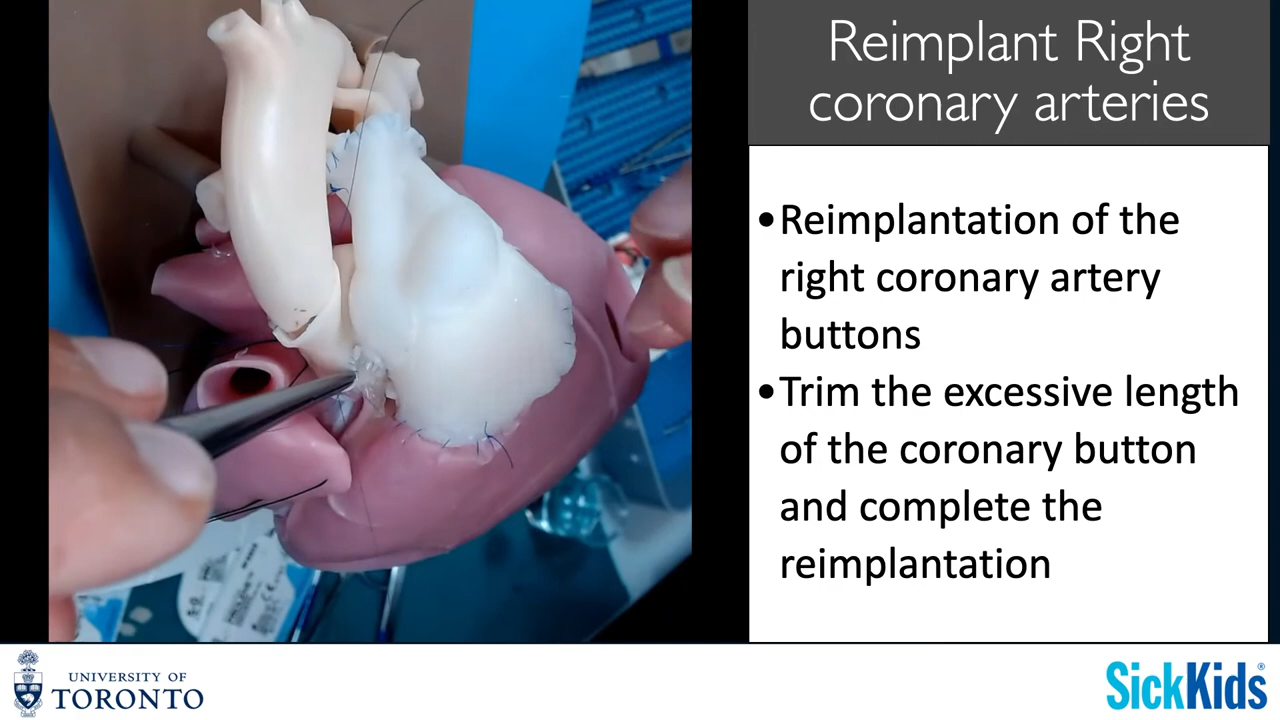 Reimplant Right
coronary arteries
•Reimplantation of the
right coronary artery
buttons
•Trim the excessive length
of the coronary button
and complete the
reimplantation
UNIVERSITY OF
TORONTO
SickKids®